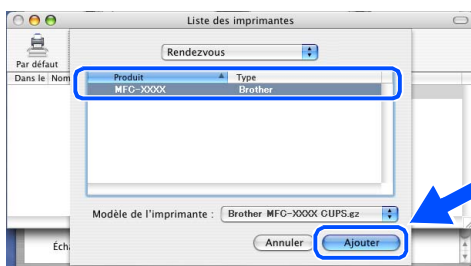 Liste des imprimantes
Rendezvous
Par défaut
Dans le Nom
Produit Type
MFC-XXXX Brother
Modèle de l'imprimante : Brother MFC-XXXX CUPS.gz
Annuler Ajouter
Éch